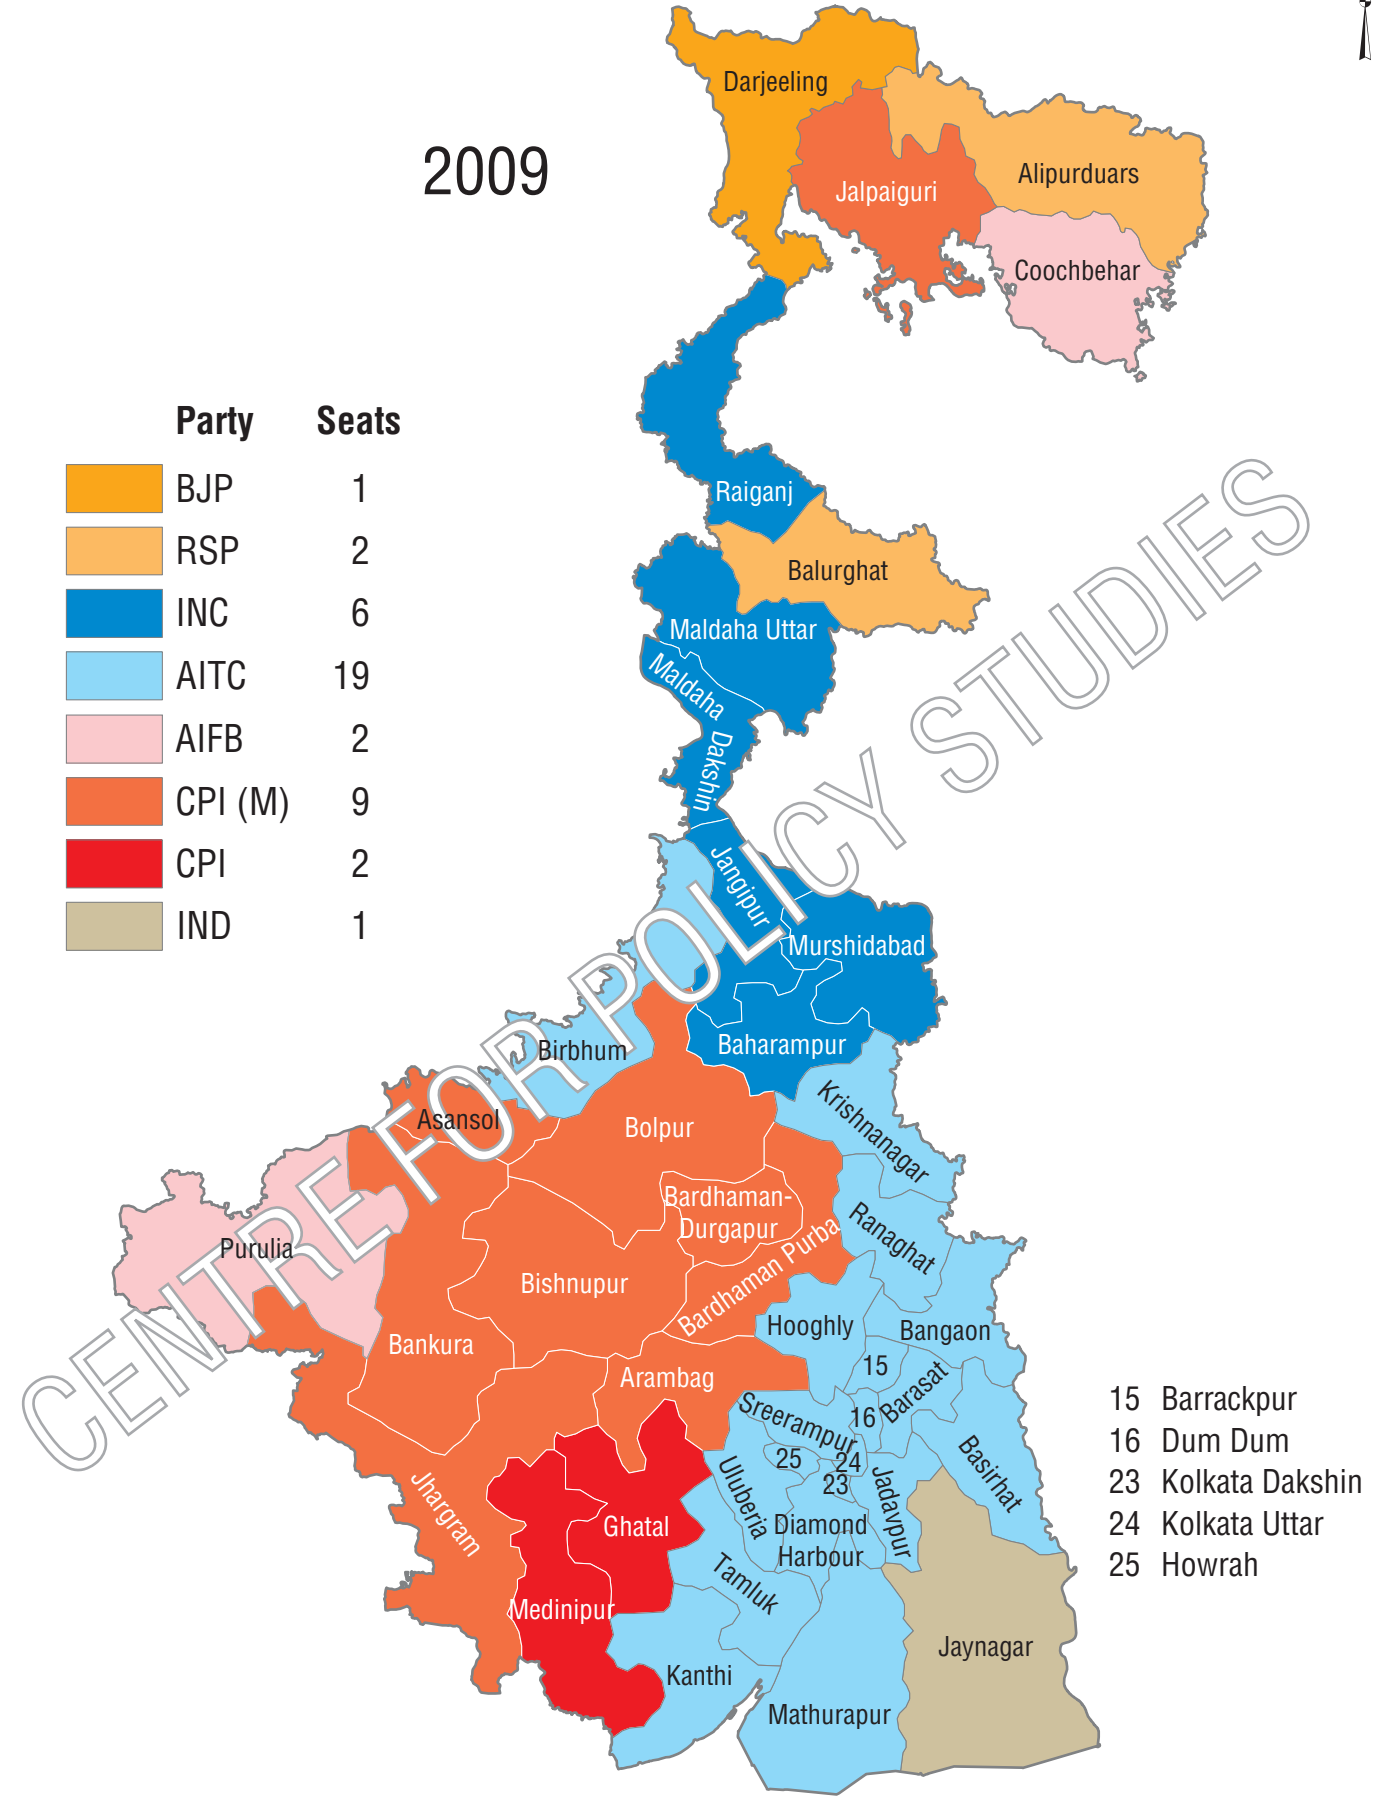 2009
Darjeeling
Jalpaiguri
Alipurduars
Coochbehar
Party Seats
BJP 1
RSP 2
INC 6
AITC 19
AIFB 2
CPI (M) 9
CPI 2
IND 1
Raiganj
Balurghat
Maldaha Uttar
Maldaha Dakshin
Jangipur
Murshidabad
Baharampur
Birbhum
Krishnanagar
Asansol
Bolpur
Bardhaman-
Durgapur
Ranaghat
Purulia
Bishnupur
Bardhaman Purba
Bankura
Hooghly
Bangaon
15
Arambag
Barasat
Sreerampur
16
25
24
23
Basirhat
Jhargram
Uluberia
Jadavpur
Ghatal
Diamond
Harbour
Tamluk
Medinipur
Jaynagar
Kanthi
Mathurapur
15 Barrackpur
16 Dum Dum
23 Kolkata Dakshin
24 Kolkata Uttar
25 Howrah
CENTRE FOR POLICY STUDIES